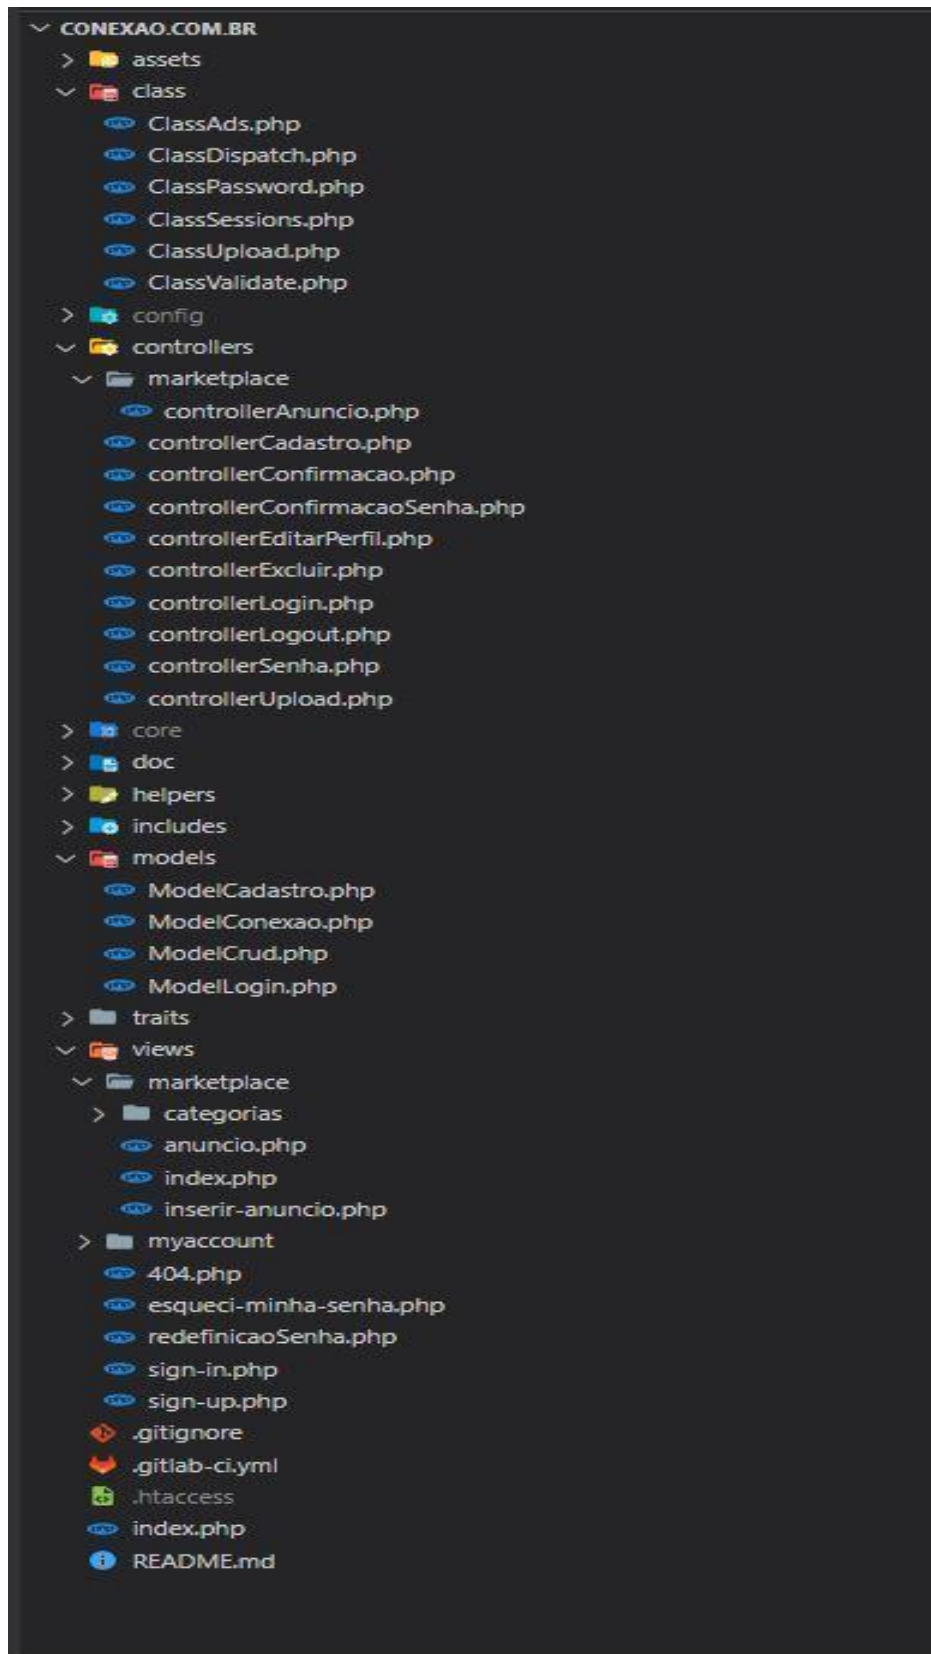 CONEXAO.COM.BR
assets
class
ClassAds.php
ClassDispatch.php
ClassPassword.php
ClassSessions.php
ClassUpload.php
ClassValidate.php
config
controllers
marketplace
controllerAnuncio.php
controllerCadastro.php
controllerConfirmacao.php
controllerConfirmacaoSenha.php
controllerEditarPerfil.php
controllerExcluir.php
controllerLogin.php
controllerLogout.php
controllerSenha.php
controllerUpload.php
core
doc
helpers
includes
models
ModelCadastro.php
ModelConexao.php
ModelCrud.php
ModelLogin.php
traits
views
marketplace
categorias
anuncio.php
index.php
inserir-anuncio.php
myaccount
404.php
esqueci-minha-senha.php
redefinicaoSenha.php
sign-in.php
sign-up.php
.gitignore
.gitlab-ci.yml
.htaccess
index.php
README.md